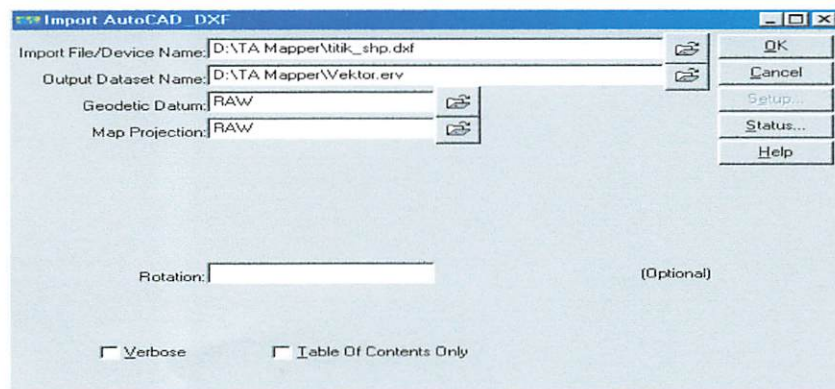 Import AutoCAD_DXF
Import File/Device Name: D:\TA Mapper\titik_shp.dxf
OK
Output Dataset Name: D:\TA Mapper\Vektor.erv
Cancel
Geodetic Datum: RAW
Setup...
Map Projection: RAW
Status...
Help
Rotation:
(Optional)
Verbose
Table Of Contents Only